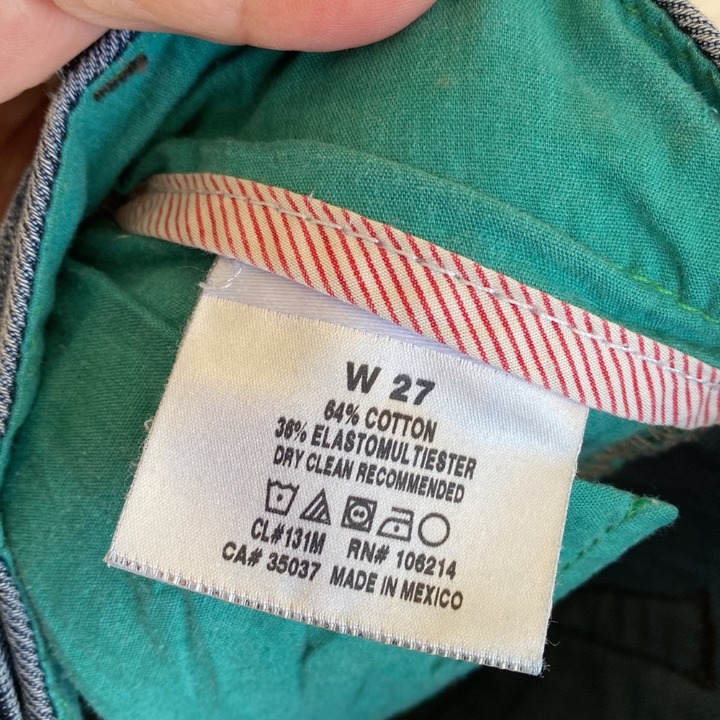 W 27
64% COTTON
36% ELASTOMULTIESTER
DRY CLEAN RECOMMENDED
CL#131M RN# 106214
CA# 35037 MADE IN MEXICO